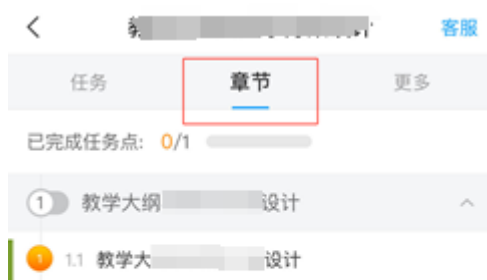 客服
任务 章节 更多
已完成任务点: 0/1
1 教学大纲 设计
1 1.1 教学大 设计